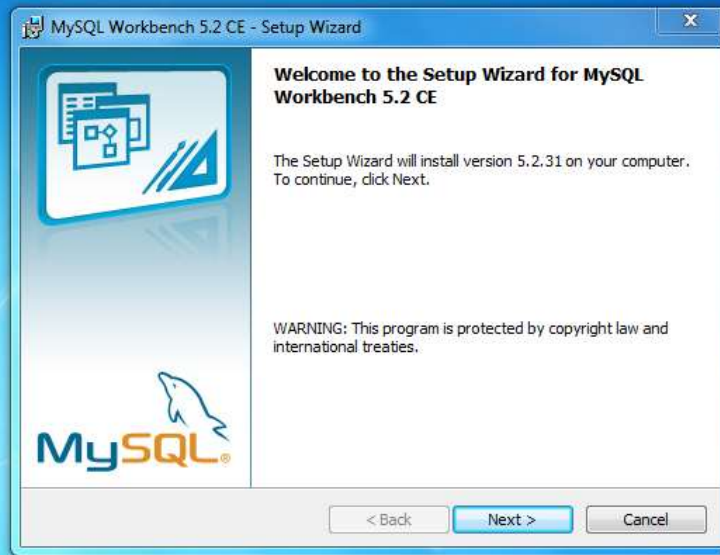 MySQL Workbench 5.2 CE - Setup Wizard
Welcome to the Setup Wizard for MySQL
Workbench 5.2 CE
The Setup Wizard will install version 5.2.31 on your computer.
To continue, click Next.
WARNING: This program is protected by copyright law and
international treaties.
MySQL®
< Back Next > Cancel